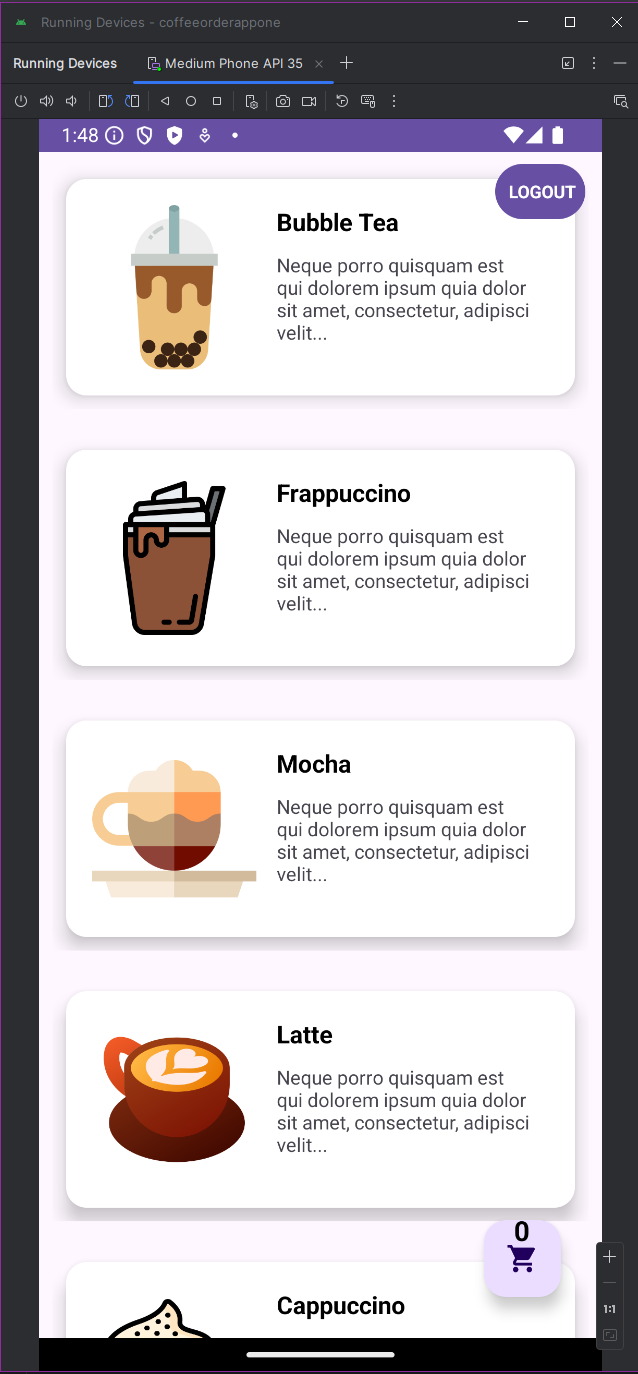 Running Devices - coffeeorderappone
Running Devices
Medium Phone API 35
1:48
LOGOUT
Bubble Tea
Neque porro quisquam est
qui dolorem ipsum quia dolor
sit amet, consectetur, adipisci
velit...
Frappuccino
Neque porro quisquam est
qui dolorem ipsum quia dolor
sit amet, consectetur, adipisci
velit...
Mocha
Neque porro quisquam est
qui dolorem ipsum quia dolor
sit amet, consectetur, adipisci
velit...
Latte
Neque porro quisquam est
qui dolorem ipsum quia dolor
sit amet, consectetur, adipisci
velit...
0
Cappuccino
1:1